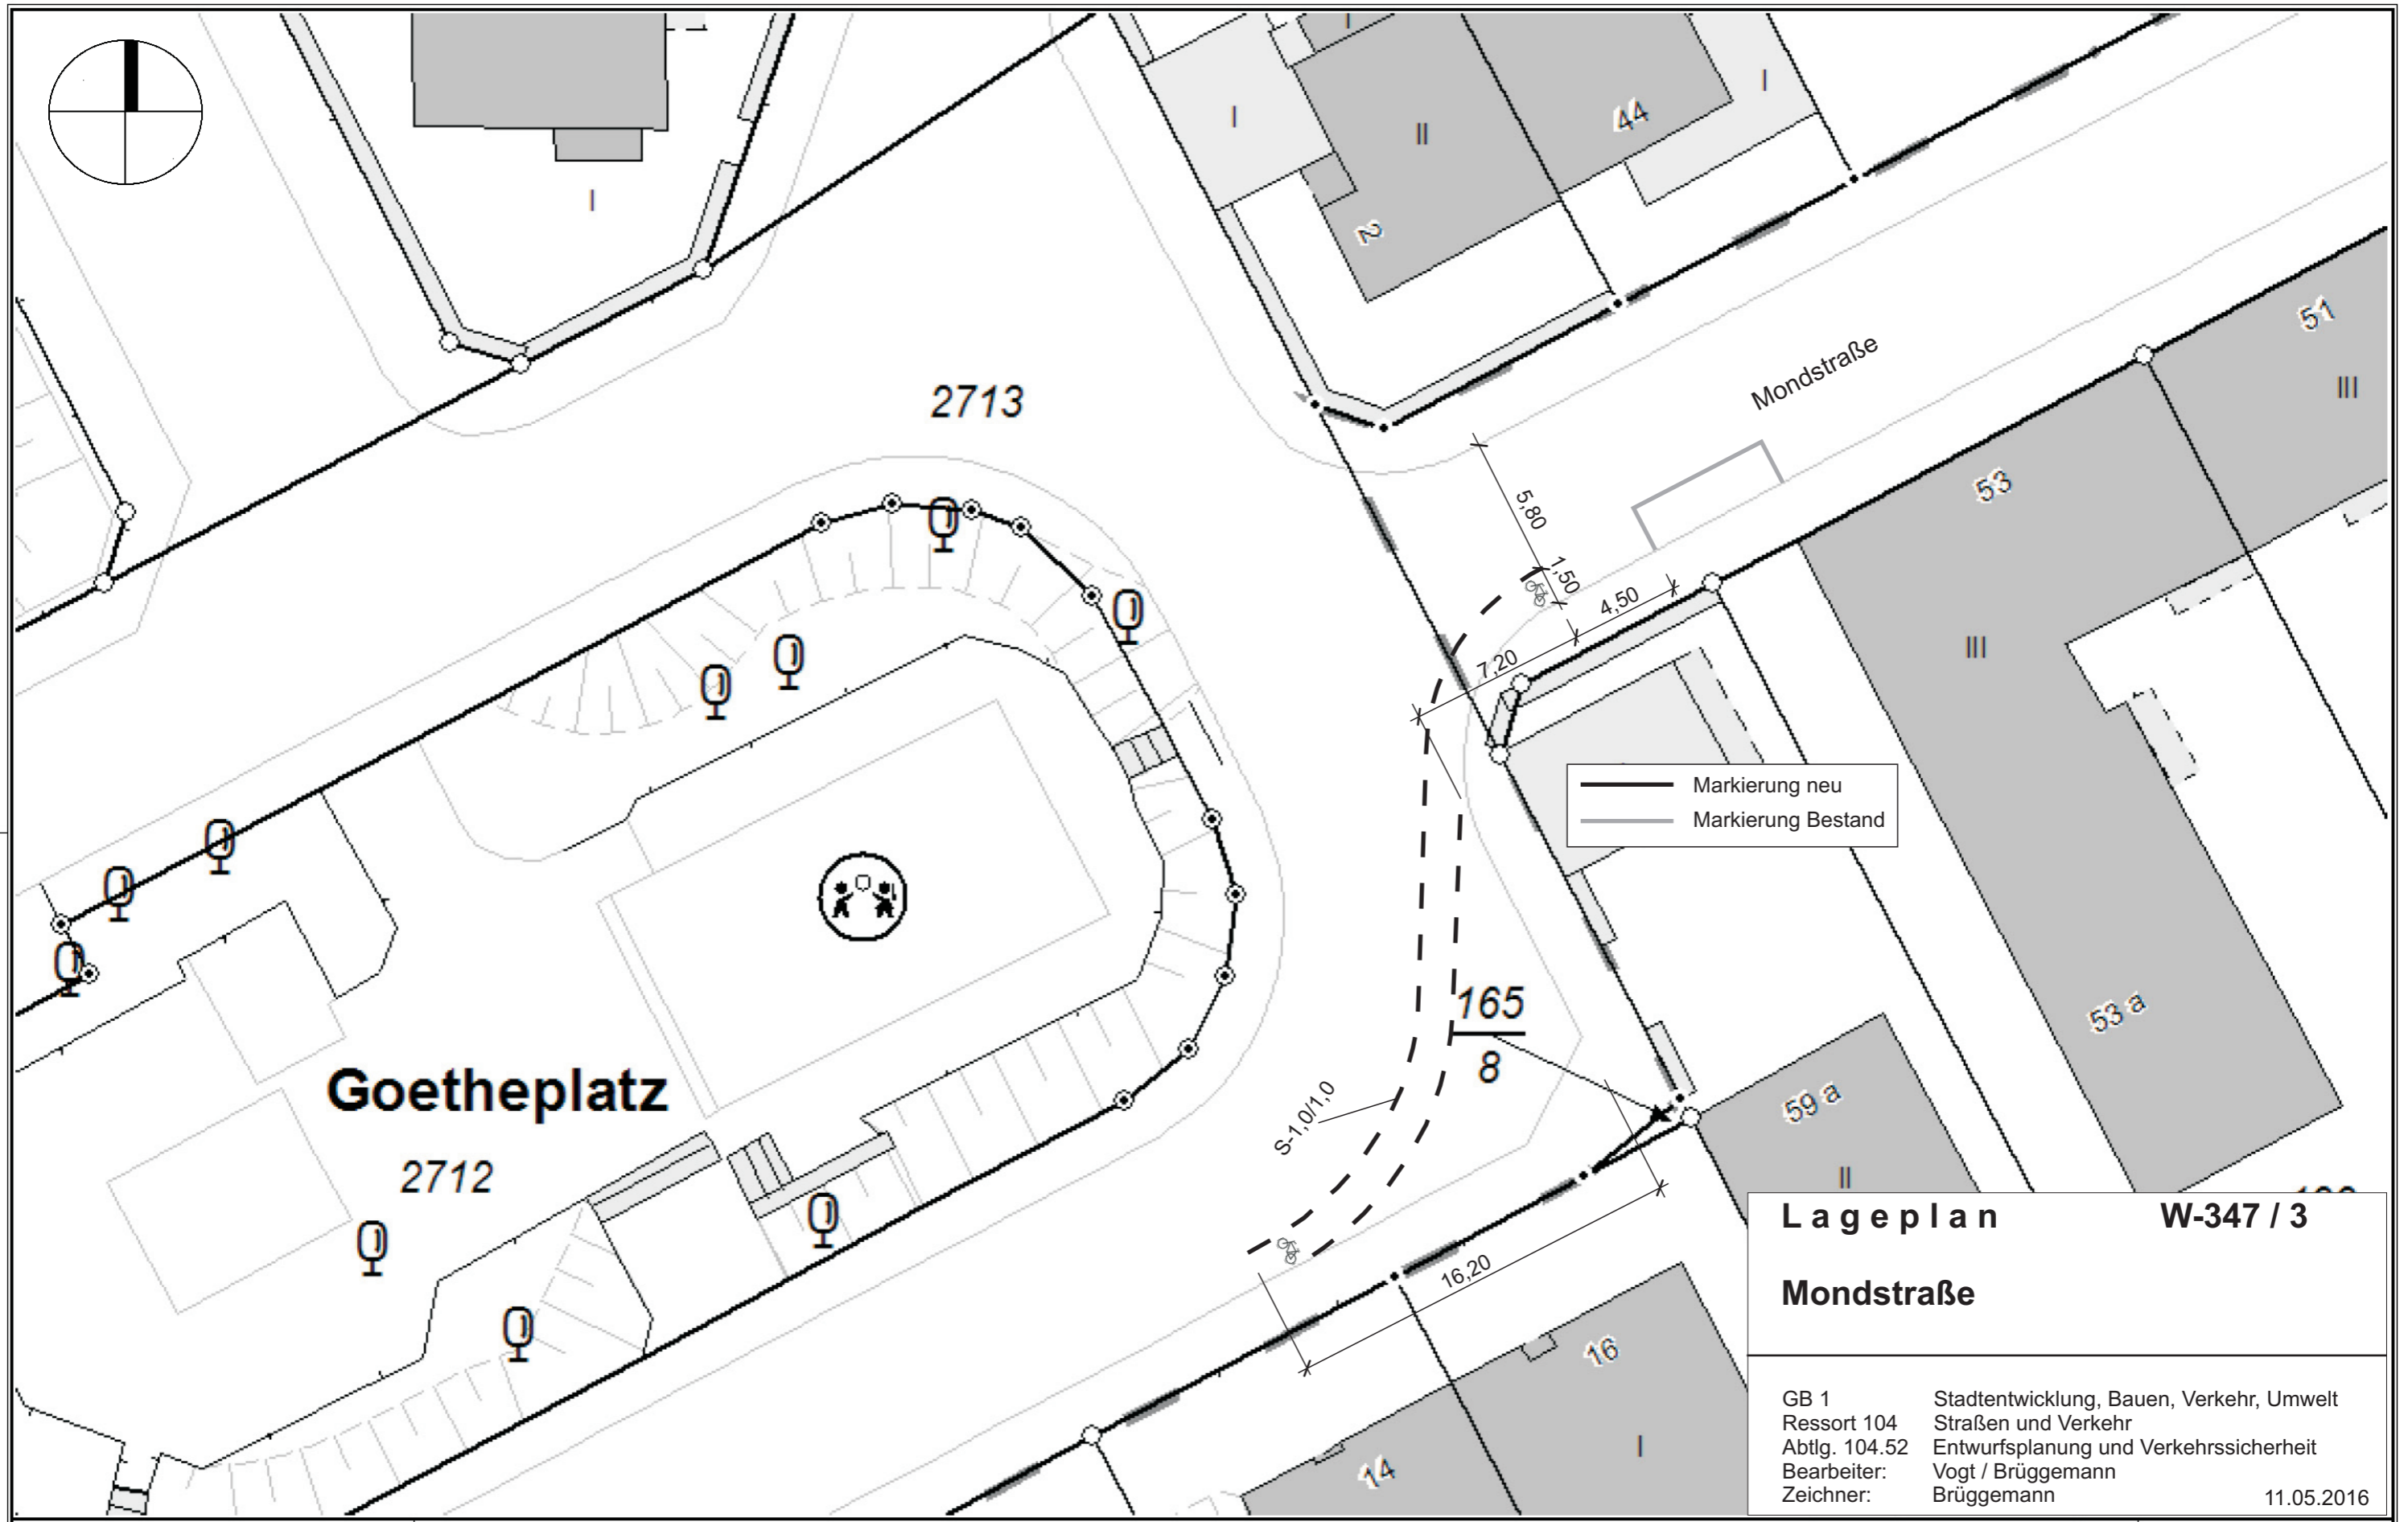 I
I
I
II
44
I
2
51
III
Mondstraße
2713
53
5,80
1,50
4,50
III
7,20
Markierung neu
Markierung Bestand
165
8
53 a
Goetheplatz
59 a
S-1,0/1,0
2712
II
16,20
16
I
14
Lageplan W-347 / 3
Mondstraße
GB 1 Stadtentwicklung, Bauen, Verkehr, Umwelt
Ressort 104 Straßen und Verkehr
Abtlg. 104.52 Entwurfsplanung und Verkehrssicherheit
Bearbeiter: Vogt / Brüggemann
Zeichner: Brüggemann 11.05.2016